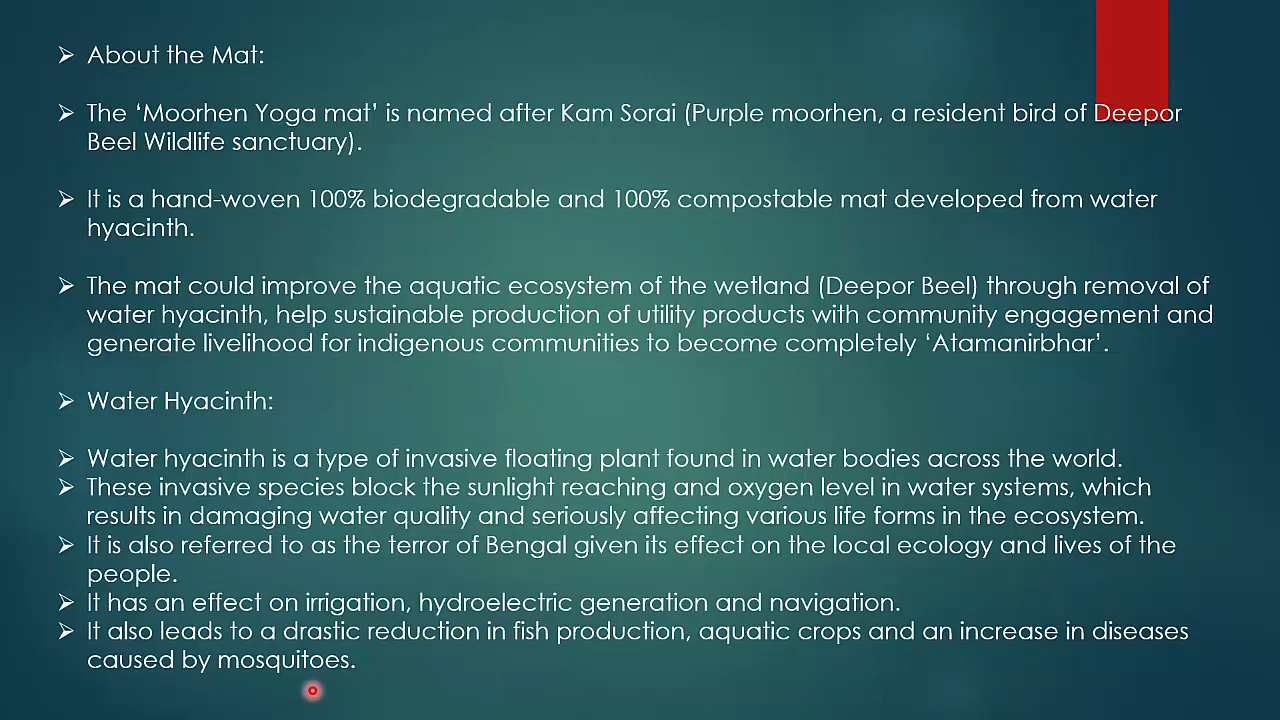 ➢ About the Mat:
➢ The ‘Moorhen Yoga mat’ is named after Kam Sorai (Purple moorhen, a resident bird of Deepor
Beel Wildlife sanctuary).
➢ It is a hand-woven 100% biodegradable and 100% compostable mat developed from water
hyacinth.
➢ The mat could improve the aquatic ecosystem of the wetland (Deepor Beel) through removal of
water hyacinth, help sustainable production of utility products with community engagement and
generate livelihood for indigenous communities to become completely ‘Atamanirbhar’.
➢ Water Hyacinth:
➢ Water hyacinth is a type of invasive floating plant found in water bodies across the world.
➢ These invasive species block the sunlight reaching and oxygen level in water systems, which
results in damaging water quality and seriously affecting various life forms in the ecosystem.
➢ It is also referred to as the terror of Bengal given its effect on the local ecology and lives of the
people.
➢ It has an effect on irrigation, hydroelectric generation and navigation.
➢ It also leads to a drastic reduction in fish production, aquatic crops and an increase in diseases
caused by mosquitoes.